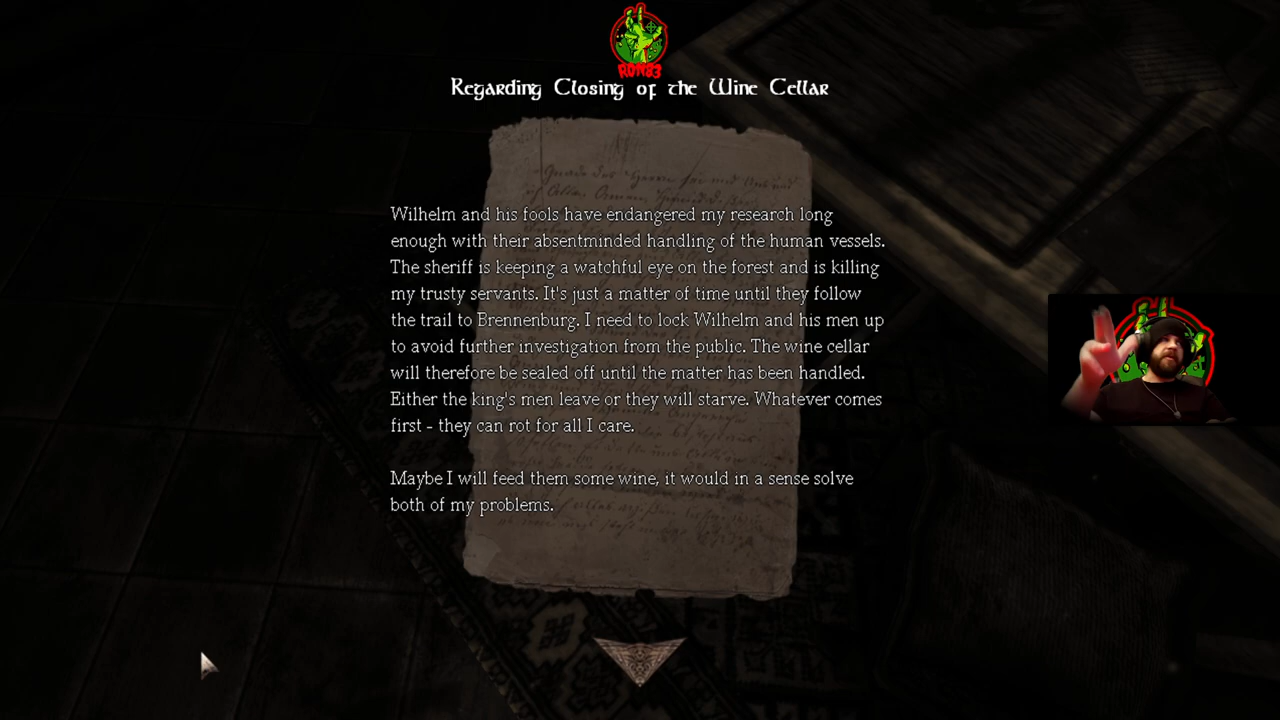 RON83
Regarding Closing of the Wine Cellar
Wilhelm and his fools have endangered my research long
enough with their absentminded handling of the human vessels.
The sheriff is keeping a watchful eye on the forest and is killing
my trusty servants. It's just a matter of time until they follow
the trail to Brennenburg. I need to lock Wilhelm and his men up
to avoid further investigation from the public. The wine cellar
will therefore be sealed off until the matter has been handled.
Either the king's men leave or they will starve. Whatever comes
first - they can rot for all I care.
Maybe I will feed them some wine, it would in a sense solve
both of my problems.